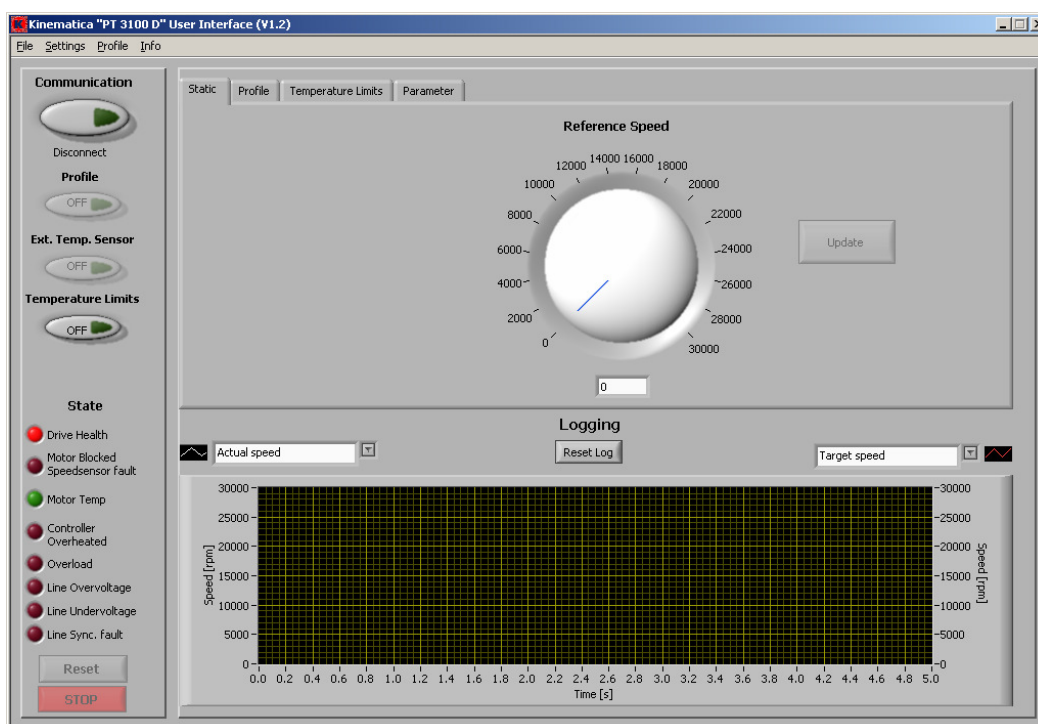 Kinematica "PT 3100 D" User Interface (V1.2)
File Settings Profile Info
Communication
Disconnect
Profile
OFF
Ext. Temp. Sensor
OFF
Temperature Limits
OFF
State
Drive Health
Motor Blocked
Speedsensor fault
Motor Temp
Controller
Overheated
Overload
Line Overvoltage
Line Undervoltage
Line Sync. fault
Reset
STOP
Static Profile Temperature Limits Parameter
Reference Speed
0
2000
4000
6000
8000
10000
12000
14000
16000
18000
20000
22000
24000
26000
28000
30000
0
Update
Logging
Actual speed
Reset Log
Target speed
Speed [rpm]
30000
25000
20000
15000
10000
5000
0
30000
25000
20000
15000
10000
5000
0
Speed [rpm]
0.0 0.2 0.4 0.6 0.8 1.0 1.2 1.4 1.6 1.8 2.0 2.2 2.4 2.6 2.8 3.0 3.2 3.4 3.6 3.8 4.0 4.2 4.4 4.6 4.8 5.0
Time [s]